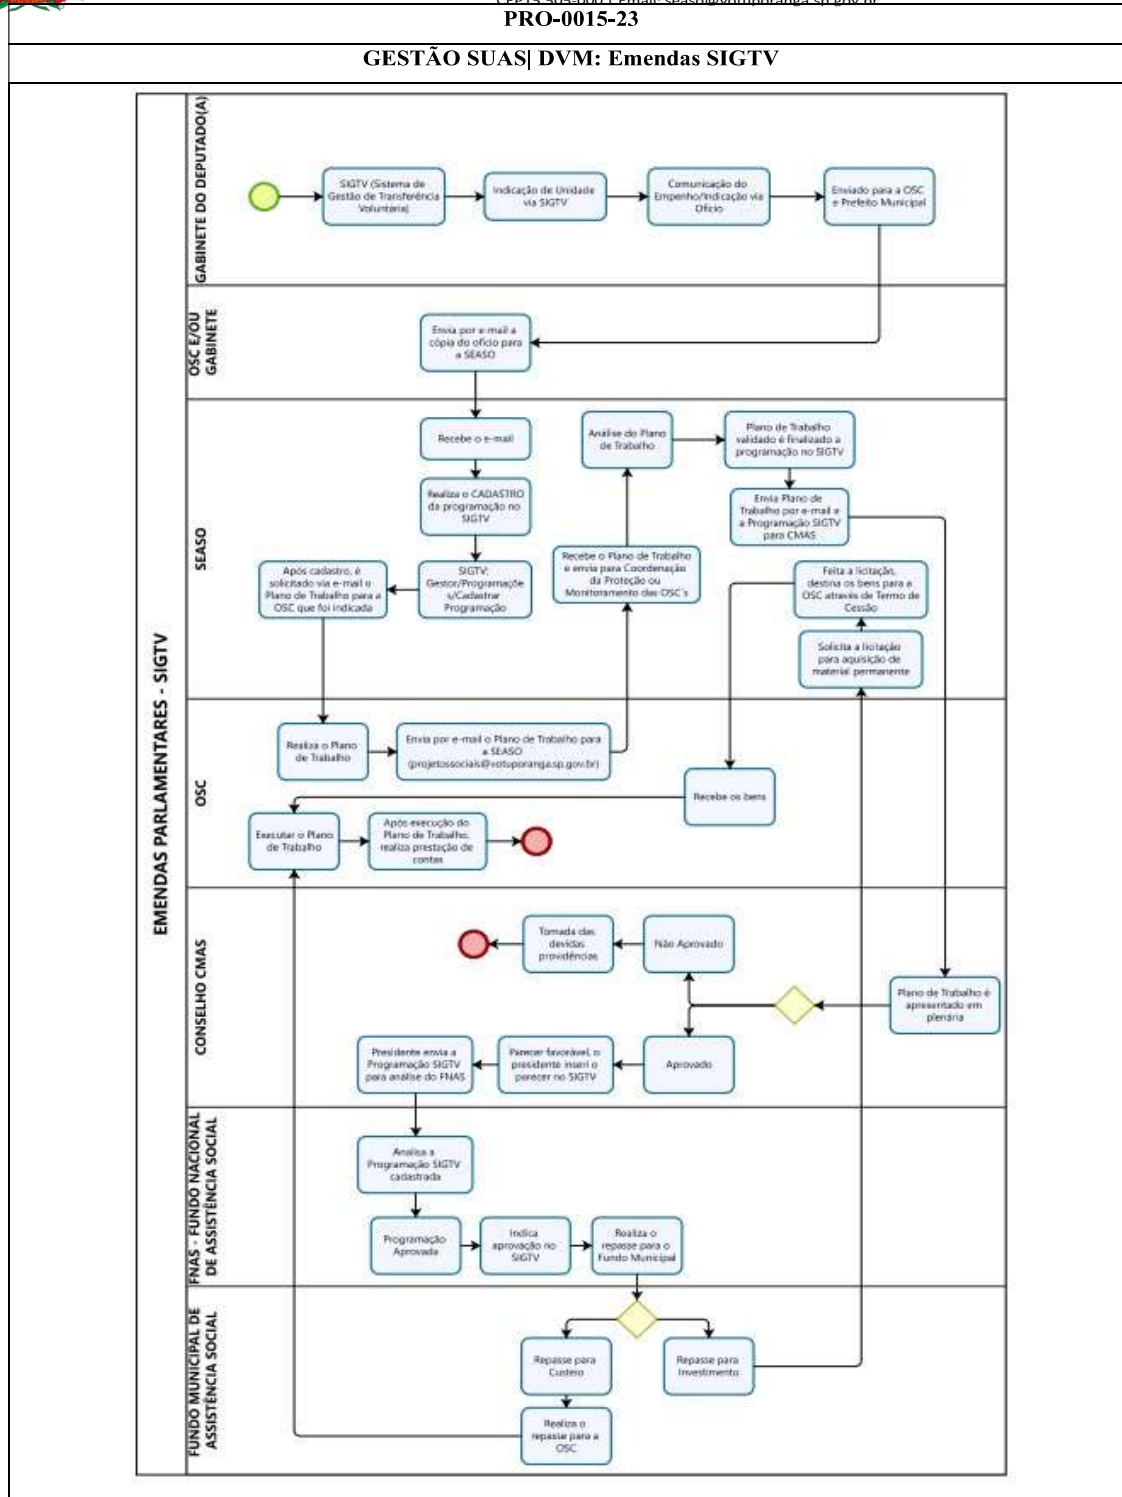 PRO-0015-23
GESTÃO SUAS| DVM: Emendas SIGTV
EMENDAS PARLAMENTARES - SIGTV
GABINETE DO DEPUTADO(A)
SIGTV (Sistema de
Gestão de Transferência
Voluntária)
Indicação de Unidade
via SIGTV
Comunicação do
Empenho/Indicação via
Ofício
Enviado para a OSC
e Prefeito Municipal
OSC E/OU
GABINETE
Envia por e-mail a
cópia do ofício para
a SEASO
SEASO
Recebe o e-mail
Realiza o CADASTRO
da programação no
SIGTV
SIGTV:
Gestor/Programaçõe
s/Cadastrar
Programação
Após cadastro, é
solicitado via e-mail o
Plano de Trabalho para a
OSC que foi indicada
Análise do Plano
de Trabalho
Plano de Trabalho
validado é finalizado a
programação no SIGTV
Envia Plano de
Trabalho por e-mail e
a Programação SIGTV
para CMAS
Recebe o Plano de Trabalho
e envia para Coordenação
da Proteção ou
Monitoramento das OSC´s
Feita a licitação,
destina os bens para a
OSC através de Termo de
Cessão
Solicita a licitação
para aquisição de
material permanente
OSC
Realiza o Plano
de Trabalho
Envia por e-mail o Plano de Trabalho para
a SEASO
(projetossociais@votuporanga.sp.gov.br)
Recebe os bens
Executar o Plano
de Trabalho
Após execução do
Plano de Trabalho,
realiza prestação de
contas
CONSELHO CMAS
Tomada das
devidas
providências
Não Aprovado
Plano de Trabalho é
apresentado em
plenária
Presidente envia a
Programação SIGTV
para análise do FNAS
Parecer favorável, o
presidente inseri o
parecer no SIGTV
Aprovado
FNAS - FUNDO NACIONAL
DE ASSISTÊNCIA SOCIAL
Analisa a
Programação SIGTV
cadastrada
Programação
Aprovada
Indica
aprovação no
SIGTV
Realiza o
repasse para o
Fundo Municipal
FUNDO MUNICIPAL DE
ASSISTÊNCIA SOCIAL
Repasse para
Custeio
Repasse para
Investimento
Realiza o
repasse para a
OSC